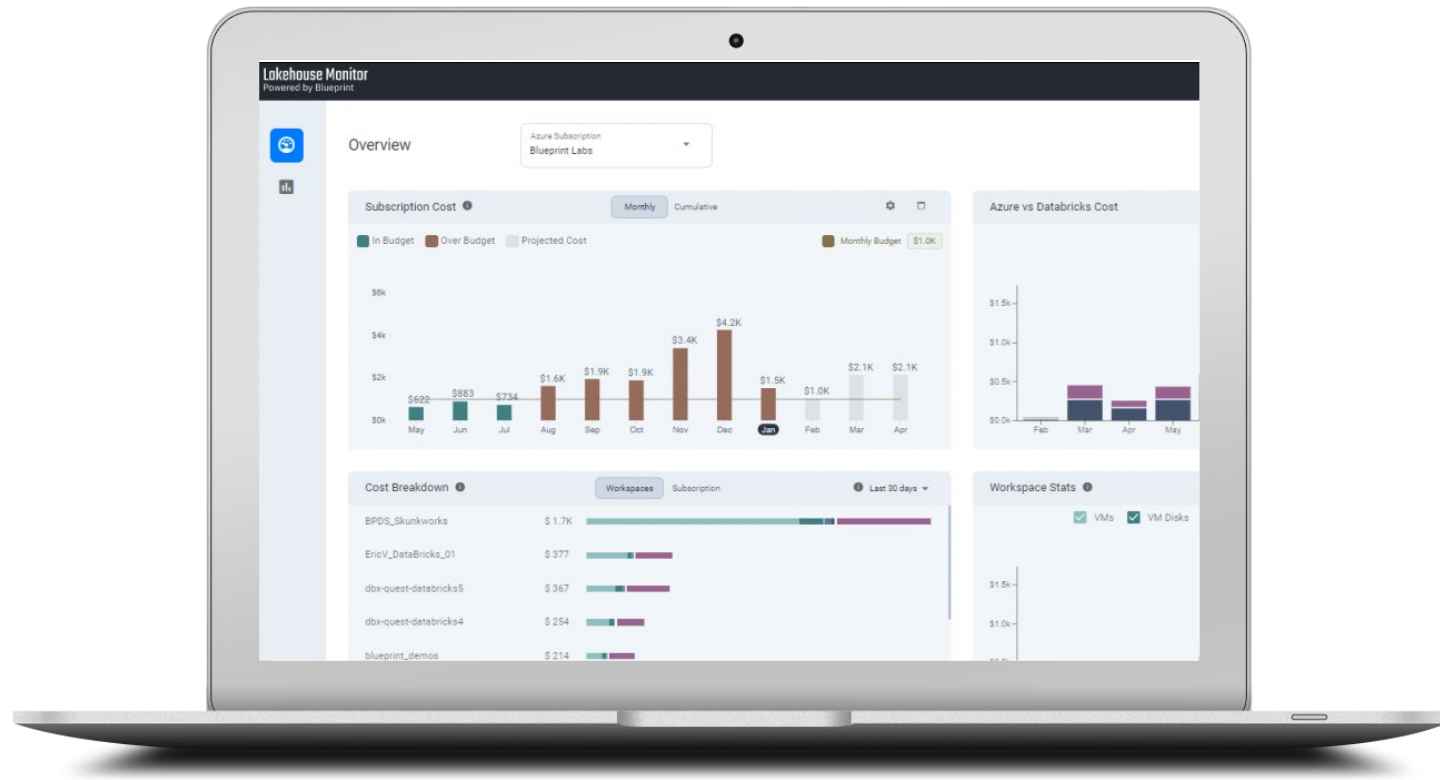 Lakehouse Monitor
Powered by Blueprint
Overview
Azure Subscription
Blueprint Labs
Subscription Cost
Monthly Cumulative
In Budget Over Budget Projected Cost
Monthly Budget $1.0K
$6k
$4k
$2k
$0k
$622 $883 $734 $1.6K $1.9K $1.9K $3.4K $4.2K $1.5K $1.0K $2.1K $2.1K
May Jun Jul Aug Sep Oct Nov Dec Jan Feb Mar Apr
Azure vs Databricks Cost
$1.5k
$1.0k
$0.5k
$0.0k
Feb Mar Apr May
Cost Breakdown
Workspaces Subscription
Last 30 days
BPDS_Skunkworks $ 1.7K
EricV_DataBricks_01 $ 377
dbx-quest-databricks5 $ 367
dbx-quest-databricks4 $ 254
blueprint_demos $ 214
Workspace Stats
VMs VM Disks
$1.5k
$1.0k